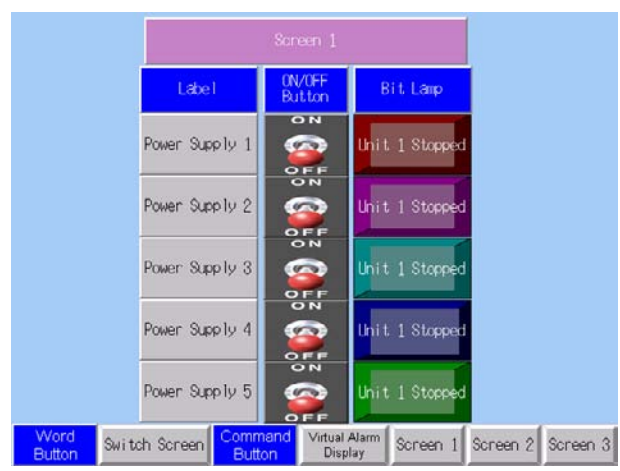 Screen 1
Label
ON/OFF
Button
Bit Lamp
ON
Power Supply 1
Unit 1 Stopped
OFF
ON
Power Supply 2
Unit 1 Stopped
OFF
ON
Power Supply 3
Unit 1 Stopped
OFF
ON
Power Supply 4
Unit 1 Stopped
OFF
ON
Power Supply 5
Unit 1 Stopped
OFF
Word
Button
Switch Screen
Command
Button
Virtual Alarm
Display
Screen 1
Screen 2
Screen 3